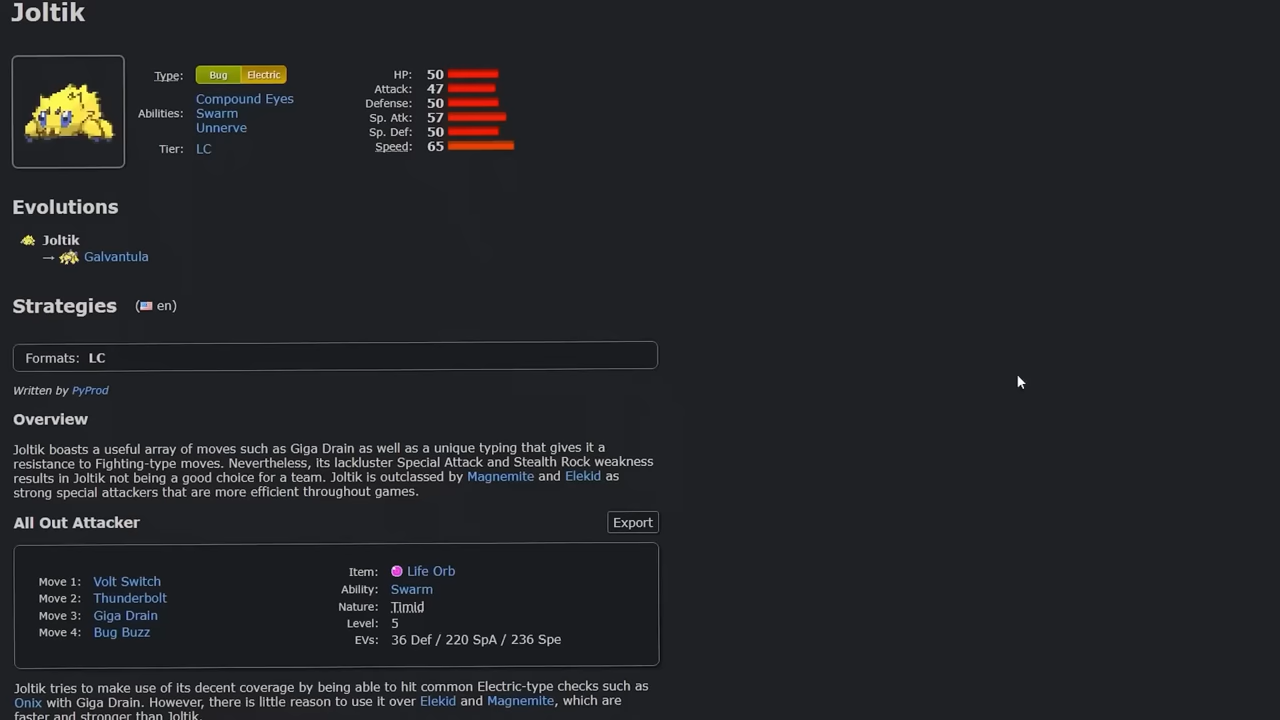 Joltik
Type: Bug Electric
Abilities: Compound Eyes
Swarm
Unnerve
Tier: LC
HP: 50
Attack: 47
Defense: 50
Sp. Atk: 57
Sp. Def: 50
Speed: 65
Evolutions
Joltik
→ Galvantula
Strategies (en)
Formats: LC
Written by PyProd
Overview
Joltik boasts a useful array of moves such as Giga Drain as well as a unique typing that gives it a
resistance to Fighting-type moves. Nevertheless, its lackluster Special Attack and Stealth Rock weakness
results in Joltik not being a good choice for a team. Joltik is outclassed by Magnemite and Elekid as
strong special attackers that are more efficient throughout games.
All Out Attacker
Export
Move 1: Volt Switch
Move 2: Thunderbolt
Move 3: Giga Drain
Move 4: Bug Buzz
Item: Life Orb
Ability: Swarm
Nature: Timid
Level: 5
EVs: 36 Def / 220 SpA / 236 Spe
Joltik tries to make use of its decent coverage by being able to hit common Electric-type checks such as
Onix with Giga Drain. However, there is little reason to use it over Elekid and Magnemite, which are
faster and stronger than Joltik.